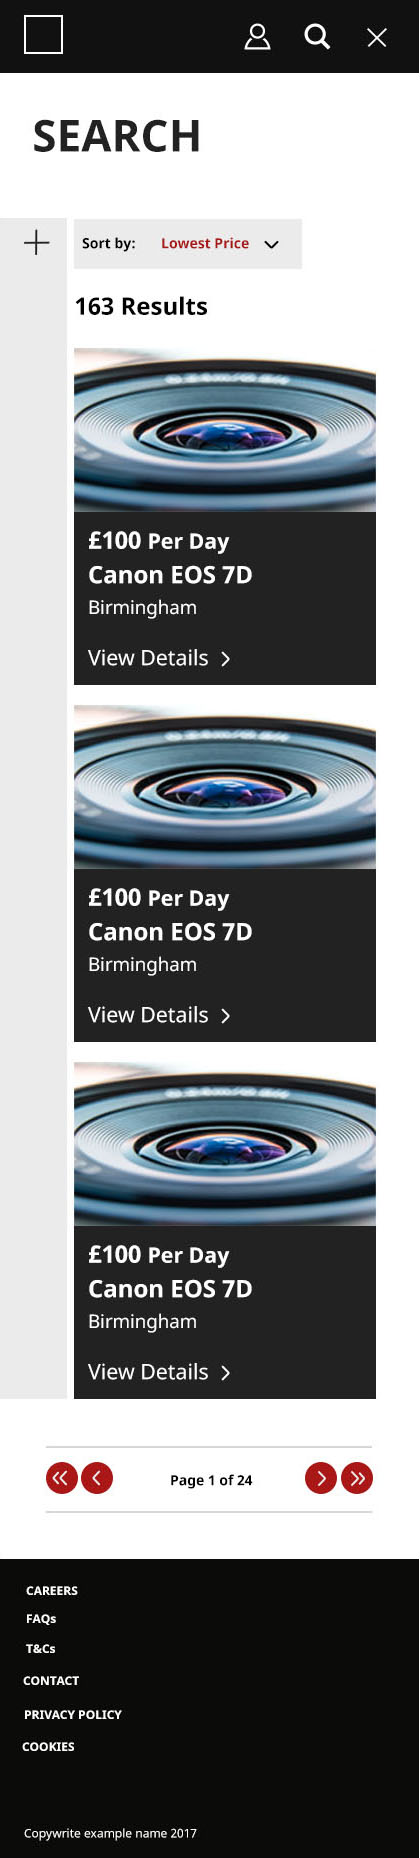 SEARCH
Sort by: Lowest Price
163 Results
£100 Per Day
Canon EOS 7D
Birmingham
View Details
£100 Per Day
Canon EOS 7D
Birmingham
View Details
£100 Per Day
Canon EOS 7D
Birmingham
View Details
Page 1 of 24
CAREERS
FAQs
T&Cs
CONTACT
PRIVACY POLICY
COOKIES
Copywrite example name 2017